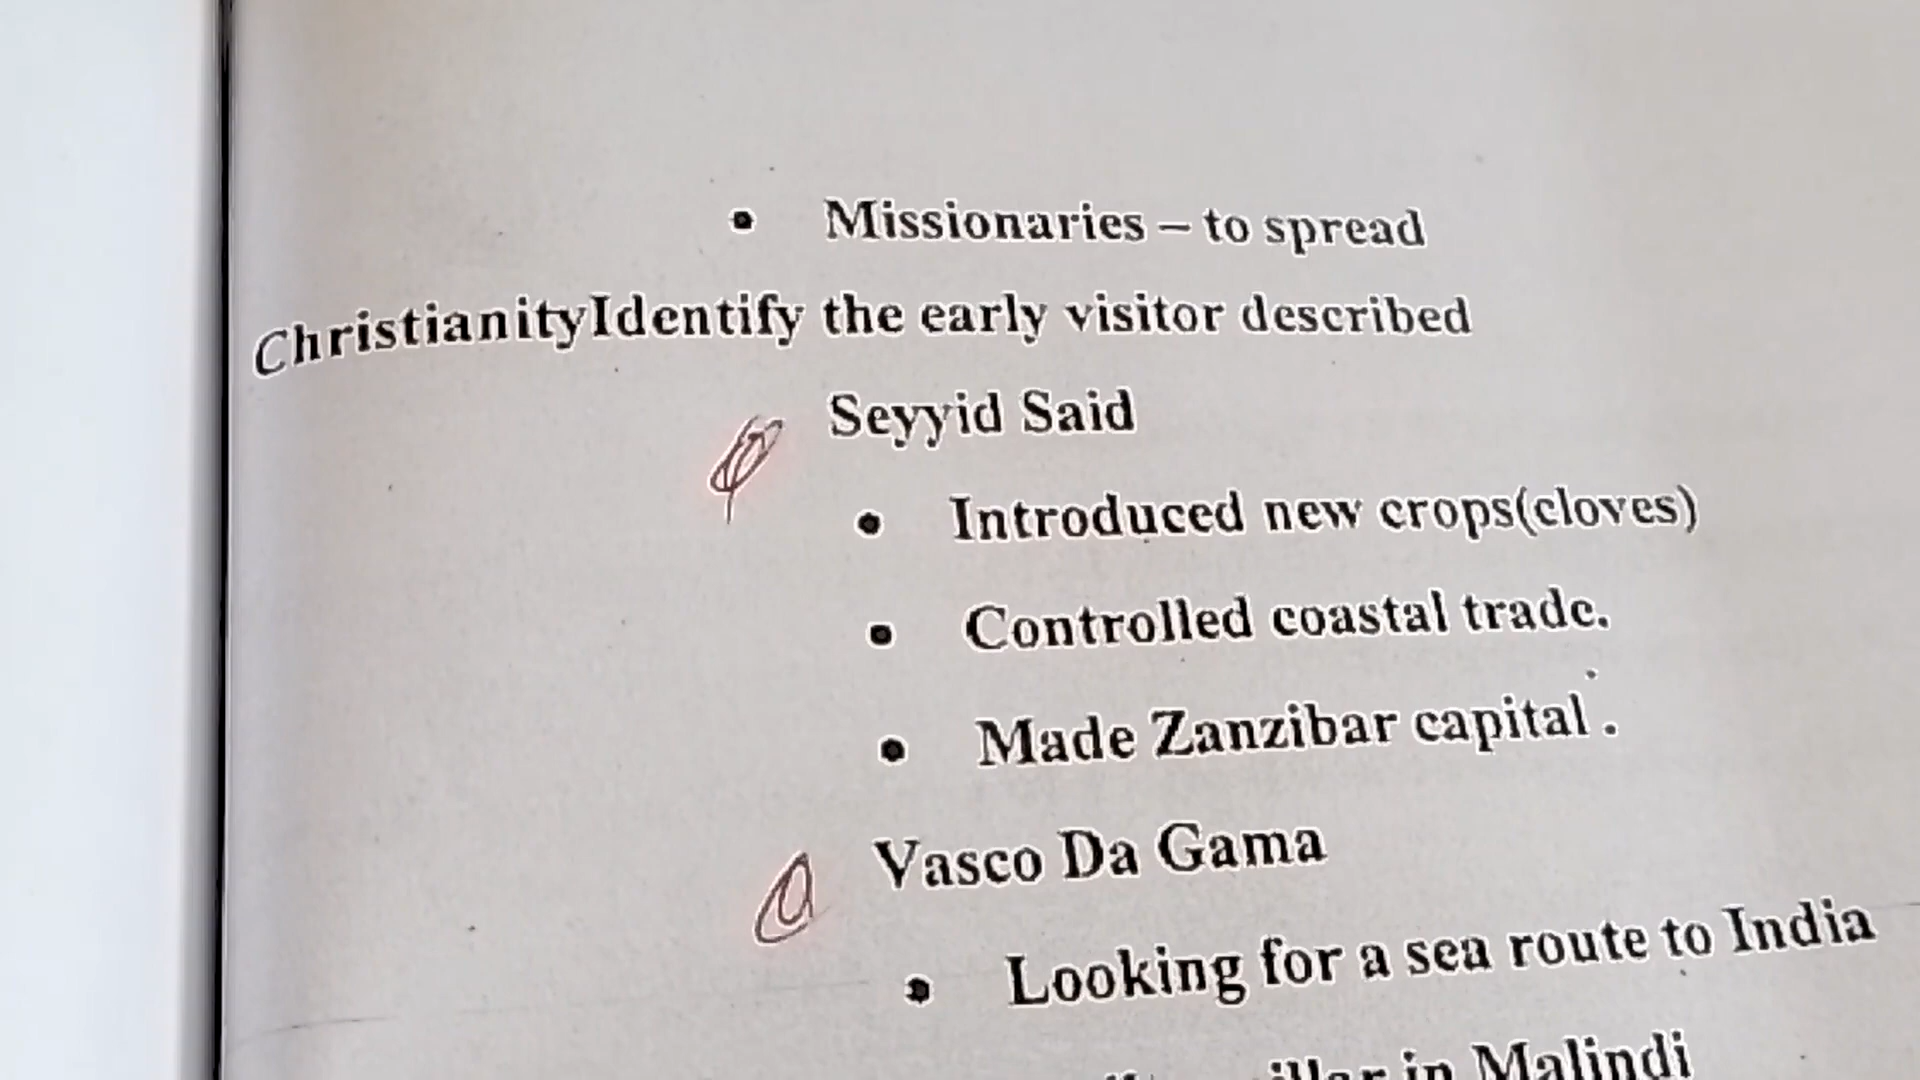 • Missionaries – to spread
ChristianityIdentify the early visitor described
Seyyid Said
• Introduced new crops(cloves)
• Controlled coastal trade.
• Made Zanzibar capital .
Vasco Da Gama
• Looking for a sea route to India
in Malindi